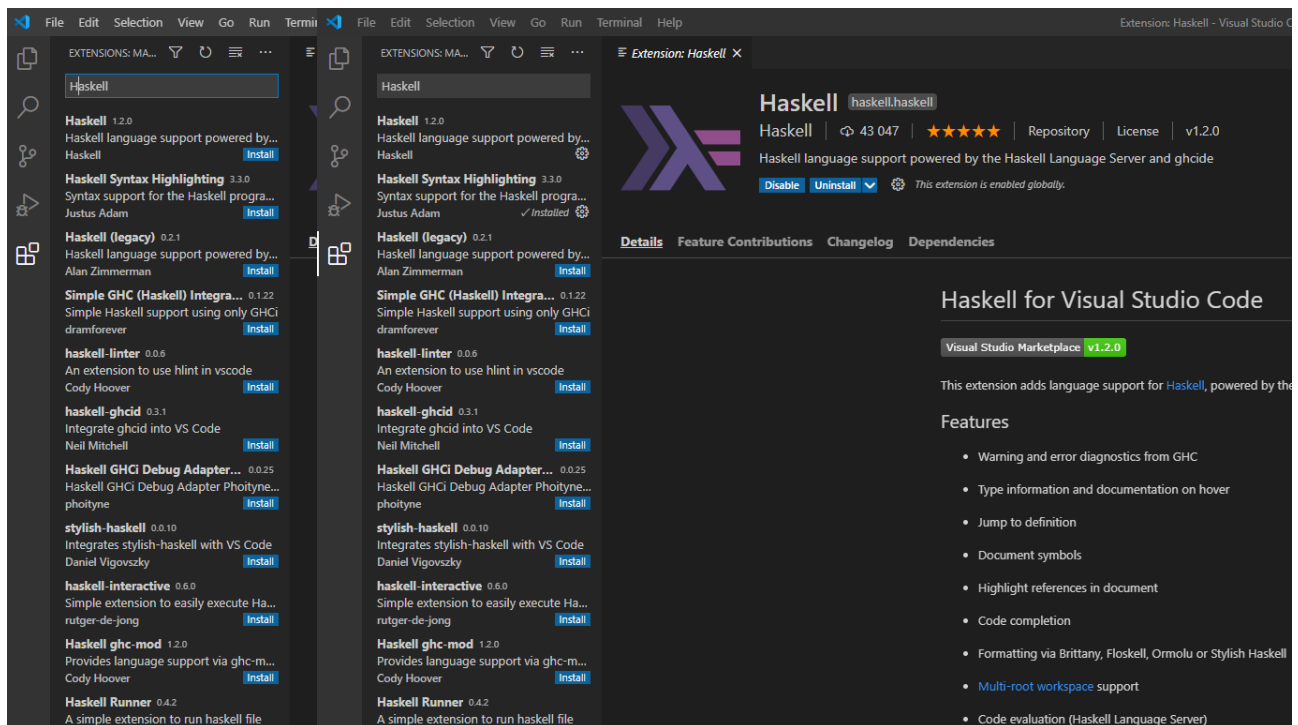 File Edit Selection View Go Run Termi
EXTENSIONS: MA...
Haskell
Haskell 1.2.0
Haskell language support powered by...
Haskell Install
Haskell Syntax Highlighting 3.3.0
Syntax support for the Haskell progra...
Justus Adam Install
Haskell (legacy) 0.2.1
Haskell language support powered by...
Alan Zimmerman Install
Simple GHC (Haskell) Integra... 0.1.22
Simple Haskell support using only GHCi
dramforever Install
haskell-linter 0.0.6
An extension to use hlint in vscode
Cody Hoover Install
haskell-ghcid 0.3.1
Integrate ghcid into VS Code
Neil Mitchell Install
Haskell GHCi Debug Adapter... 0.0.25
Haskell GHCi Debug Adapter Phoityne...
phoityne Install
stylish-haskell 0.0.10
Integrates stylish-haskell with VS Code
Daniel Vigovszky Install
haskell-interactive 0.6.0
Simple extension to easily execute Ha...
rutger-de-jong Install
Haskell ghc-mod 1.2.0
Provides language support via ghc-m...
Cody Hoover Install
Haskell Runner 0.4.2
A simple extension to run haskell file
D
File Edit Selection View Go Run Terminal Help
Extension: Haskell - Visual Studio C
EXTENSIONS: MA...
Haskell
Haskell 1.2.0
Haskell language support powered by...
Haskell
Haskell Syntax Highlighting 3.3.0
Syntax support for the Haskell progra...
Justus Adam ✓ Installed
Haskell (legacy) 0.2.1
Haskell language support powered by...
Alan Zimmerman Install
Simple GHC (Haskell) Integra... 0.1.22
Simple Haskell support using only GHCi
dramforever Install
haskell-linter 0.0.6
An extension to use hlint in vscode
Cody Hoover Install
haskell-ghcid 0.3.1
Integrate ghcid into VS Code
Neil Mitchell Install
Haskell GHCi Debug Adapter... 0.0.25
Haskell GHCi Debug Adapter Phoityne...
phoityne Install
stylish-haskell 0.0.10
Integrates stylish-haskell with VS Code
Daniel Vigovszky Install
haskell-interactive 0.6.0
Simple extension to easily execute Ha...
rutger-de-jong Install
Haskell ghc-mod 1.2.0
Provides language support via ghc-m...
Cody Hoover Install
Haskell Runner 0.4.2
A simple extension to run haskell file
Extension: Haskell
Haskell haskell.haskell
Haskell 43 047 ★★★★★ Repository License v1.2.0
Haskell language support powered by the Haskell Language Server and ghcide
Disable Uninstall This extension is enabled globally.
Details Feature Contributions Changelog Dependencies
Haskell for Visual Studio Code
Visual Studio Marketplace v1.2.0
This extension adds language support for Haskell, powered by the
Features
• Warning and error diagnostics from GHC
• Type information and documentation on hover
• Jump to definition
• Document symbols
• Highlight references in document
• Code completion
• Formatting via Brittany, Floskell, Ormolu or Stylish Haskell
• Multi-root workspace support
• Code evaluation (Haskell Language Server)